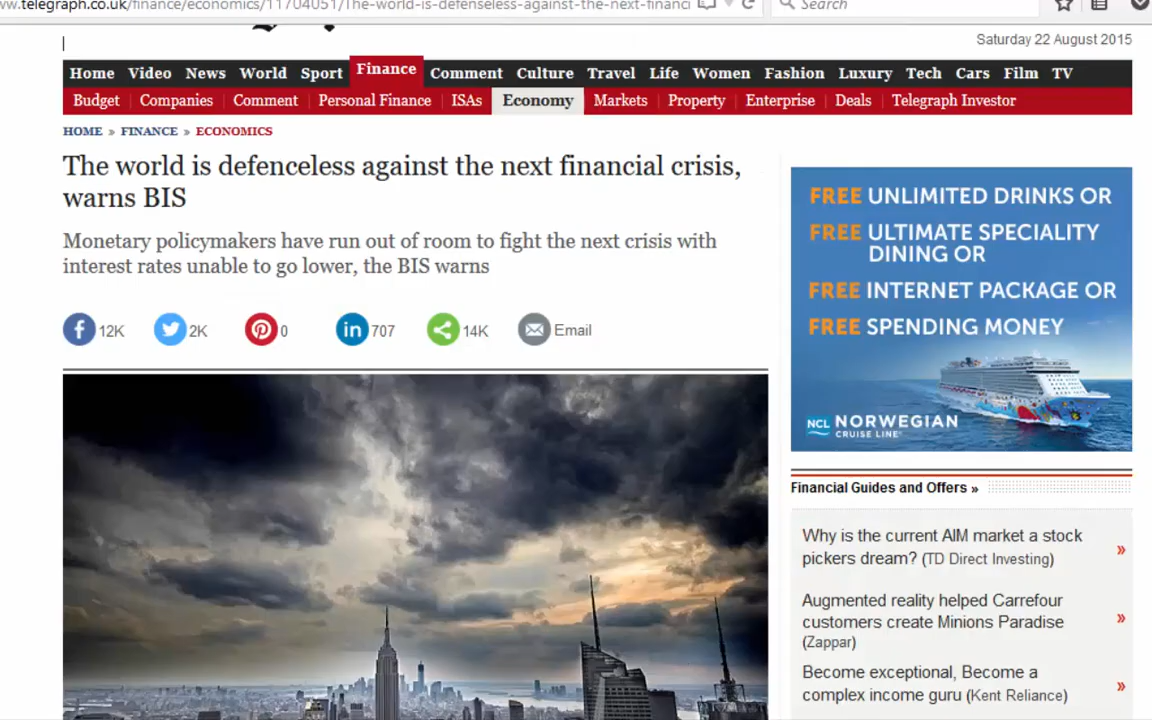 ww.telegraph.co.uk/finance/economics/11704051/The-world-is-defenseless-against-the-next-financi
Search
Saturday 22 August 2015
Home Video News World Sport Finance Comment Culture Travel Life Women Fashion Luxury Tech Cars Film TV
Budget Companies Comment Personal Finance ISAs Economy Markets Property Enterprise Deals Telegraph Investor
HOME » FINANCE » ECONOMICS
The world is defenceless against the next financial crisis,
warns BIS
Monetary policymakers have run out of room to fight the next crisis with
interest rates unable to go lower, the BIS warns
12K 2K 0 707 14K Email
FREE UNLIMITED DRINKS OR
FREE ULTIMATE SPECIALITY
DINING OR
FREE INTERNET PACKAGE OR
FREE SPENDING MONEY
NCL NORWEGIAN
CRUISE LINE®
Financial Guides and Offers »
Why is the current AIM market a stock
pickers dream? (TD Direct Investing) »
Augmented reality helped Carrefour
customers create Minions Paradise
(Zappar) »
Become exceptional, Become a
complex income guru (Kent Reliance) »